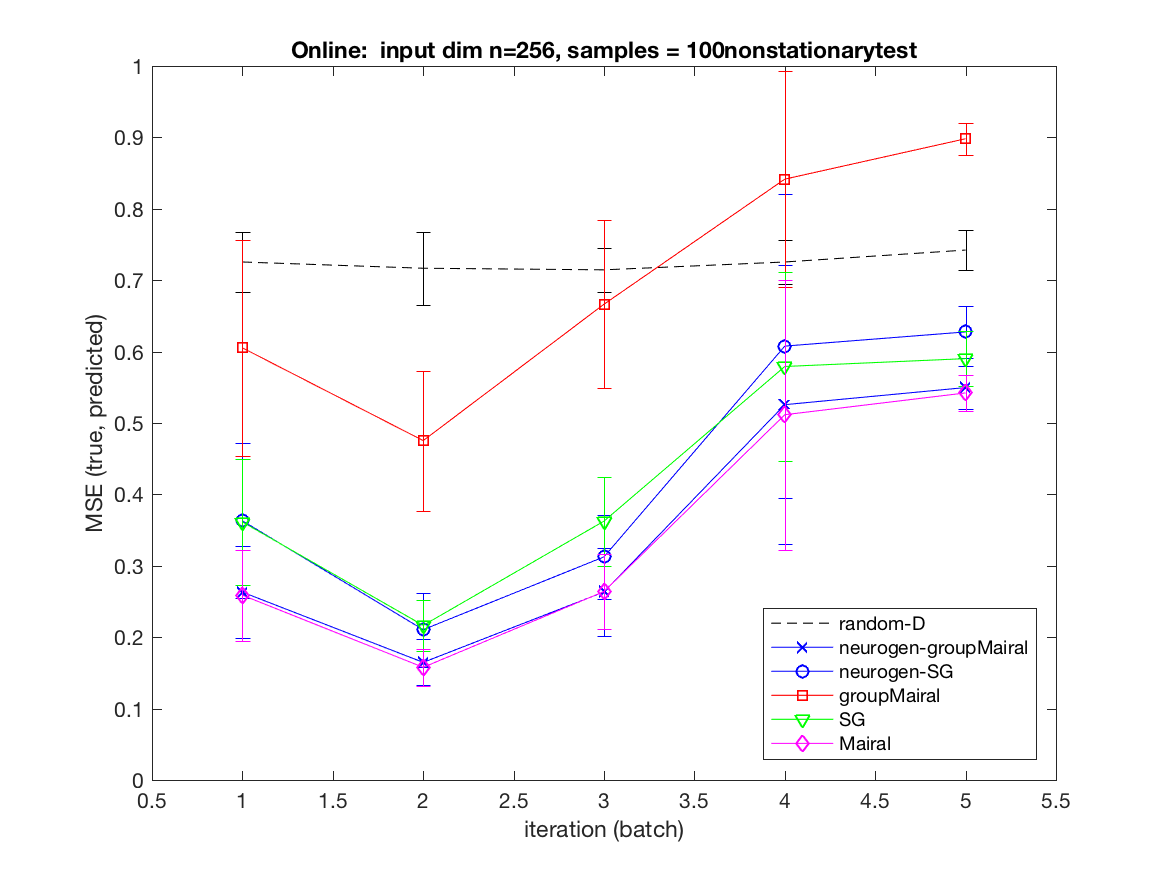 Online:  input dim n=256, samples = 100nonstationarytest
MSE (true, predicted)
1
0.9
0.8
0.7
0.6
0.5
0.4
0.3
0.2
0.1
0
random-D
neurogen-groupMairal
neurogen-SG
groupMairal
SG
Mairal
0.5 1 1.5 2 2.5 3 3.5 4 4.5 5 5.5
iteration (batch)